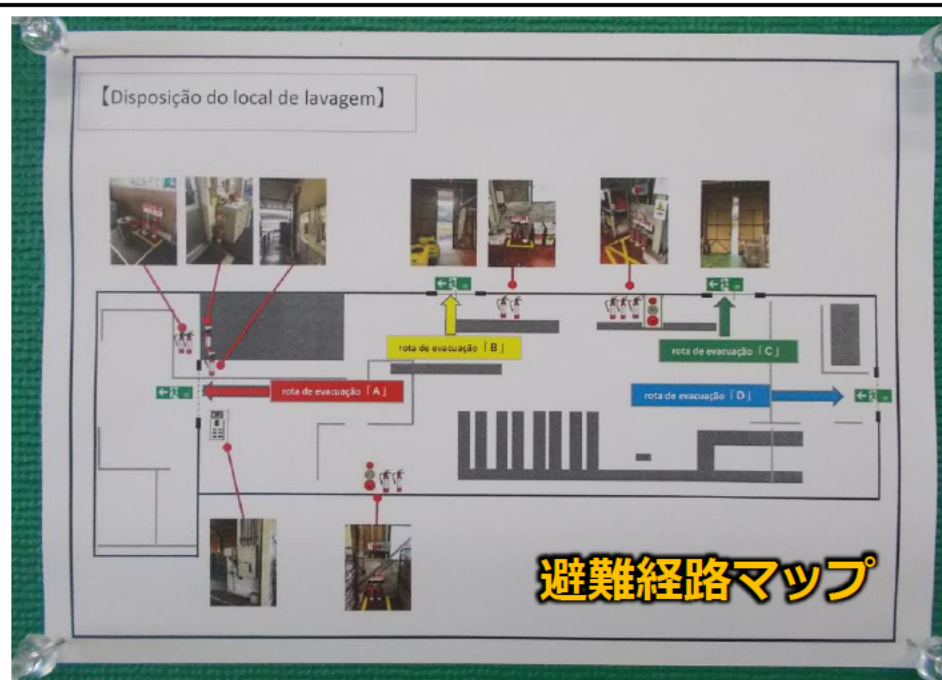 【Disposição do local de lavagem】
rota de evacuação「B」
rota de evacuação「C」
rota de evacuação「A」
rota de evacuação「D」
避難経路マップ